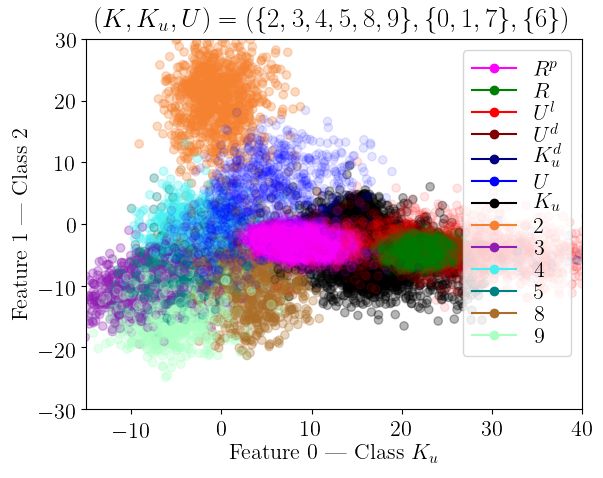 (K, K_u, U) = ({2, 3, 4, 5, 8, 9}, {0, 1, 7}, {6})
30
20
10
0
−10
−20
−30
Feature 1 — Class 2
−10
0
10
20
30
40
Feature 0 — Class K_u
R^p
R
U^l
U^d
K_u^d
U
K_u
2
3
4
5
8
9